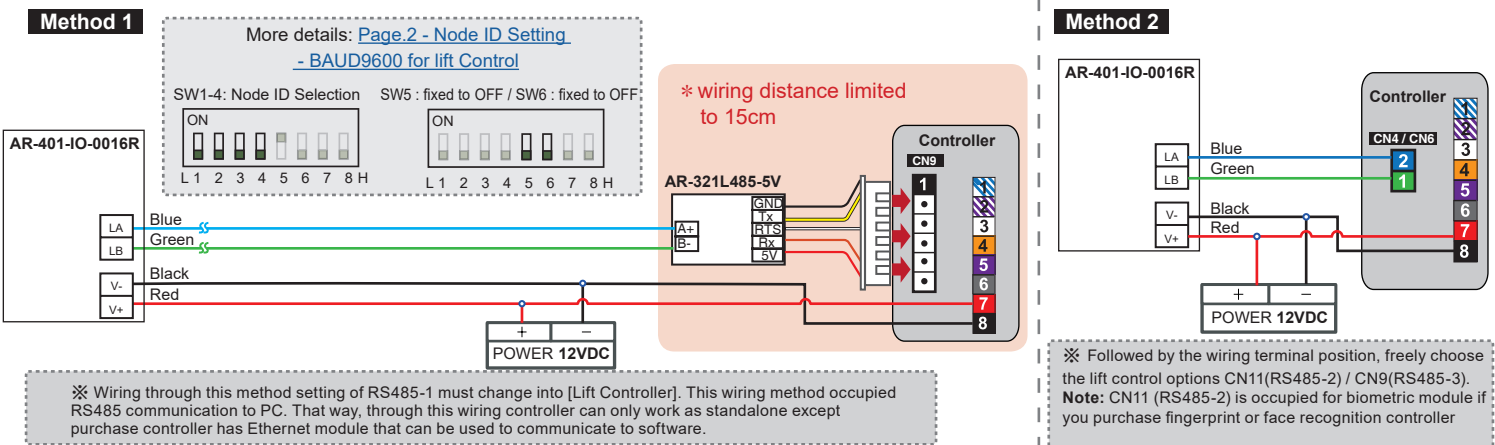 Method 1
More details: Page.2 - Node ID Setting
- BAUD9600 for lift Control
SW1-4: Node ID Selection
SW5 : fixed to OFF / SW6 : fixed to OFF
ON
L 1 2 3 4 5 6 7 8 H
ON
L 1 2 3 4 5 6 7 8 H
AR-401-IO-0016R
LA
LB
V-
V+
Blue
Green
Black
Red
* wiring distance limited
to 15cm
AR-321L485-5V
A+
B-
GND
Tx
RTS
Rx
5V
Controller
CN9
1
1
2
3
4
5
6
7
8
+ −
POWER 12VDC
※ Wiring through this method setting of RS485-1 must change into [Lift Controller]. This wiring method occupied
RS485 communication to PC. That way, through this wiring controller can only work as standalone except
purchase controller has Ethernet module that can be used to communicate to software.
Method 2
AR-401-IO-0016R
LA
LB
V-
V+
Blue
Green
Black
Red
Controller
CN4 / CN6
2
1
1
2
3
4
5
6
7
8
+ −
POWER 12VDC
※ Followed by the wiring terminal position, freely choose
the lift control options CN11(RS485-2) / CN9(RS485-3).
Note: CN11 (RS485-2) is occupied for biometric module if
you purchase fingerprint or face recognition controller